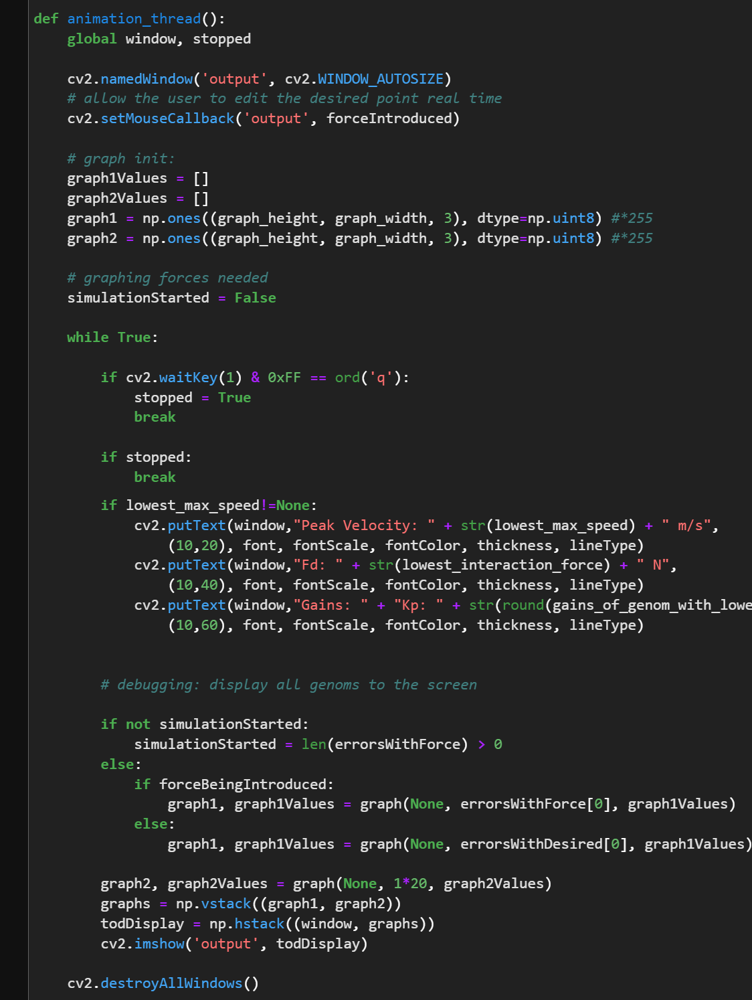 def animation_thread():
    global window, stopped

    cv2.namedWindow('output', cv2.WINDOW_AUTOSIZE)
    # allow the user to edit the desired point real time
    cv2.setMouseCallback('output', forceIntroduced)

    # graph init:
    graph1Values = []
    graph2Values = []
    graph1 = np.ones((graph_height, graph_width, 3), dtype=np.uint8) #*255
    graph2 = np.ones((graph_height, graph_width, 3), dtype=np.uint8) #*255

    # graphing forces needed
    simulationStarted = False

    while True:

        if cv2.waitKey(1) & 0xFF == ord('q'):
            stopped = True
            break

        if stopped:
            break

        if lowest_max_speed!=None:
            cv2.putText(window,"Peak Velocity: " + str(lowest_max_speed) + " m/s",
                (10,20), font, fontScale, fontColor, thickness, lineType)
            cv2.putText(window,"Fd: " + str(lowest_interaction_force) + " N",
                (10,40), font, fontScale, fontColor, thickness, lineType)
            cv2.putText(window,"Gains: " + "Kp: " + str(round(gains_of_genom_with_lowe
                (10,60), font, fontScale, fontColor, thickness, lineType)

        # debugging: display all genoms to the screen

        if not simulationStarted:
            simulationStarted = len(errorsWithForce) > 0
        else:
            if forceBeingIntroduced:
                graph1, graph1Values = graph(None, errorsWithForce[0], graph1Values)
            else:
                graph1, graph1Values = graph(None, errorsWithDesired[0], graph1Values)

        graph2, graph2Values = graph(None, 1*20, graph2Values)
        graphs = np.vstack((graph1, graph2))
        todDisplay = np.hstack((window, graphs))
        cv2.imshow('output', todDisplay)

    cv2.destroyAllWindows()